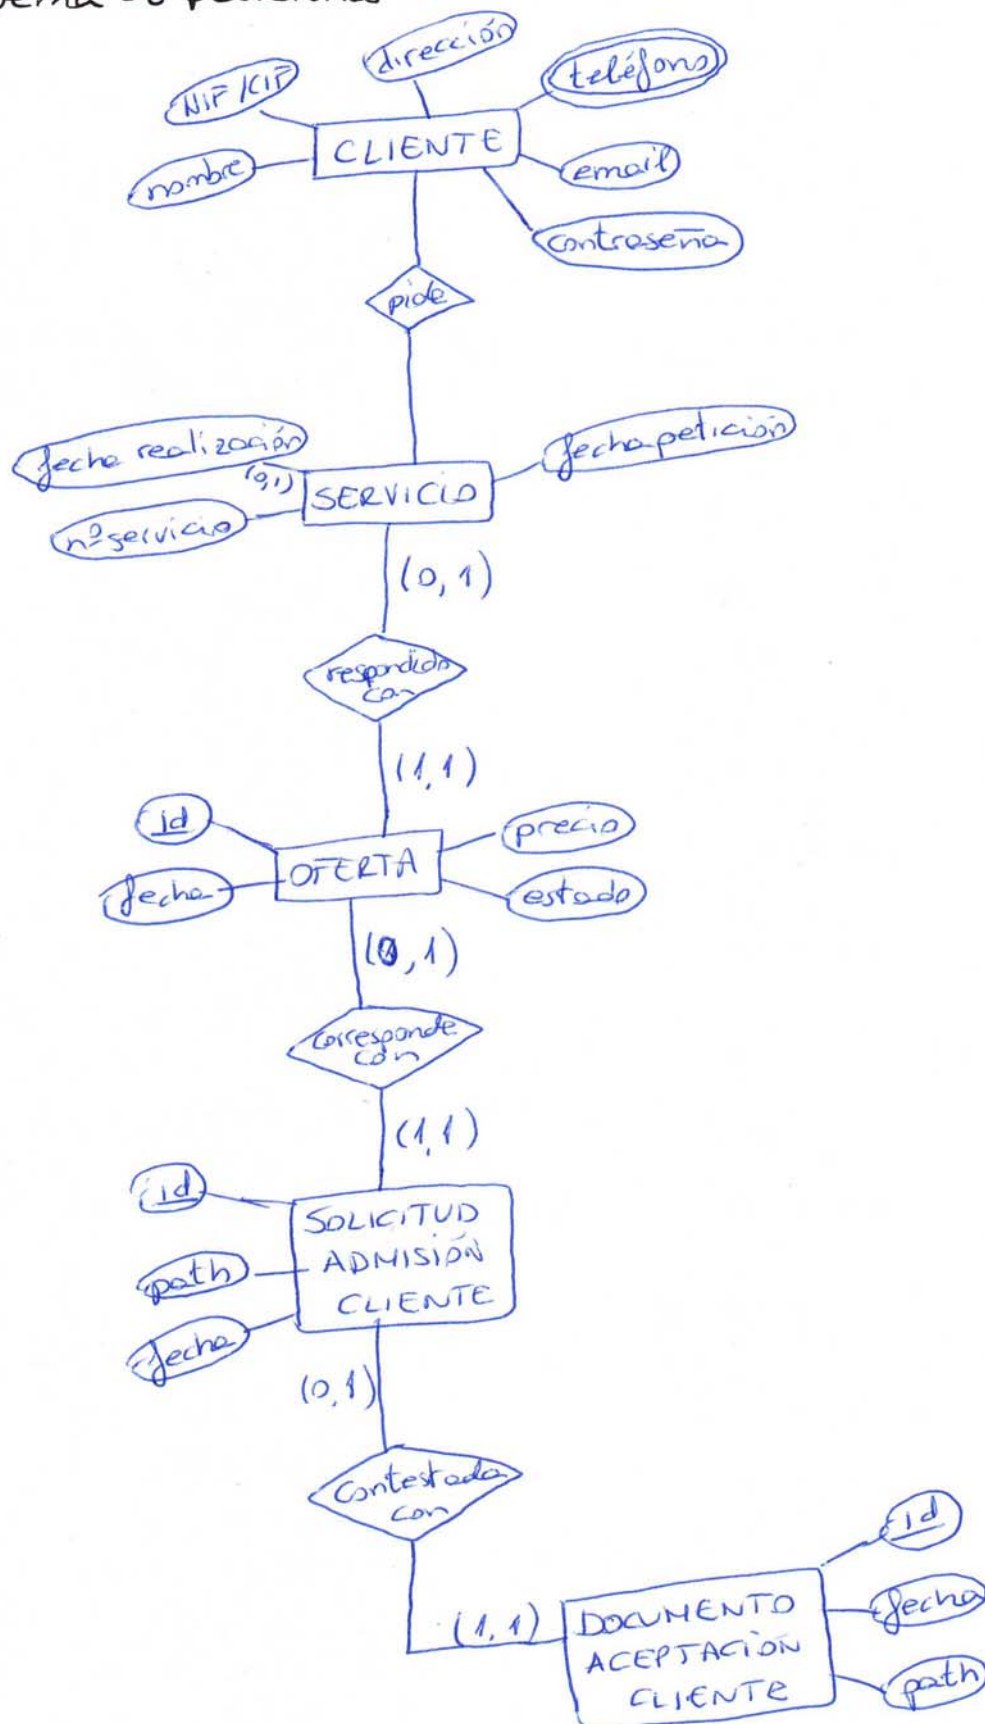 dirección
teléfono
NIF/CIF
CLIENTE
nombre
email
contraseña
pide
fecha realización
fecha petición
(0,1)
SERVICIO
nº servicio
(0,1)
respondido
con
(1,1)
id
precio
OFERTA
fecha
estado
(0,1)
corresponde
con
(1,1)
id
SOLICITUD
ADMISIÓN
CLIENTE
path
fecha
(0,1)
Contestada
con
id
(1,1)
DOCUMENTO
ACEPTACIÓN
CLIENTE
fecha
path